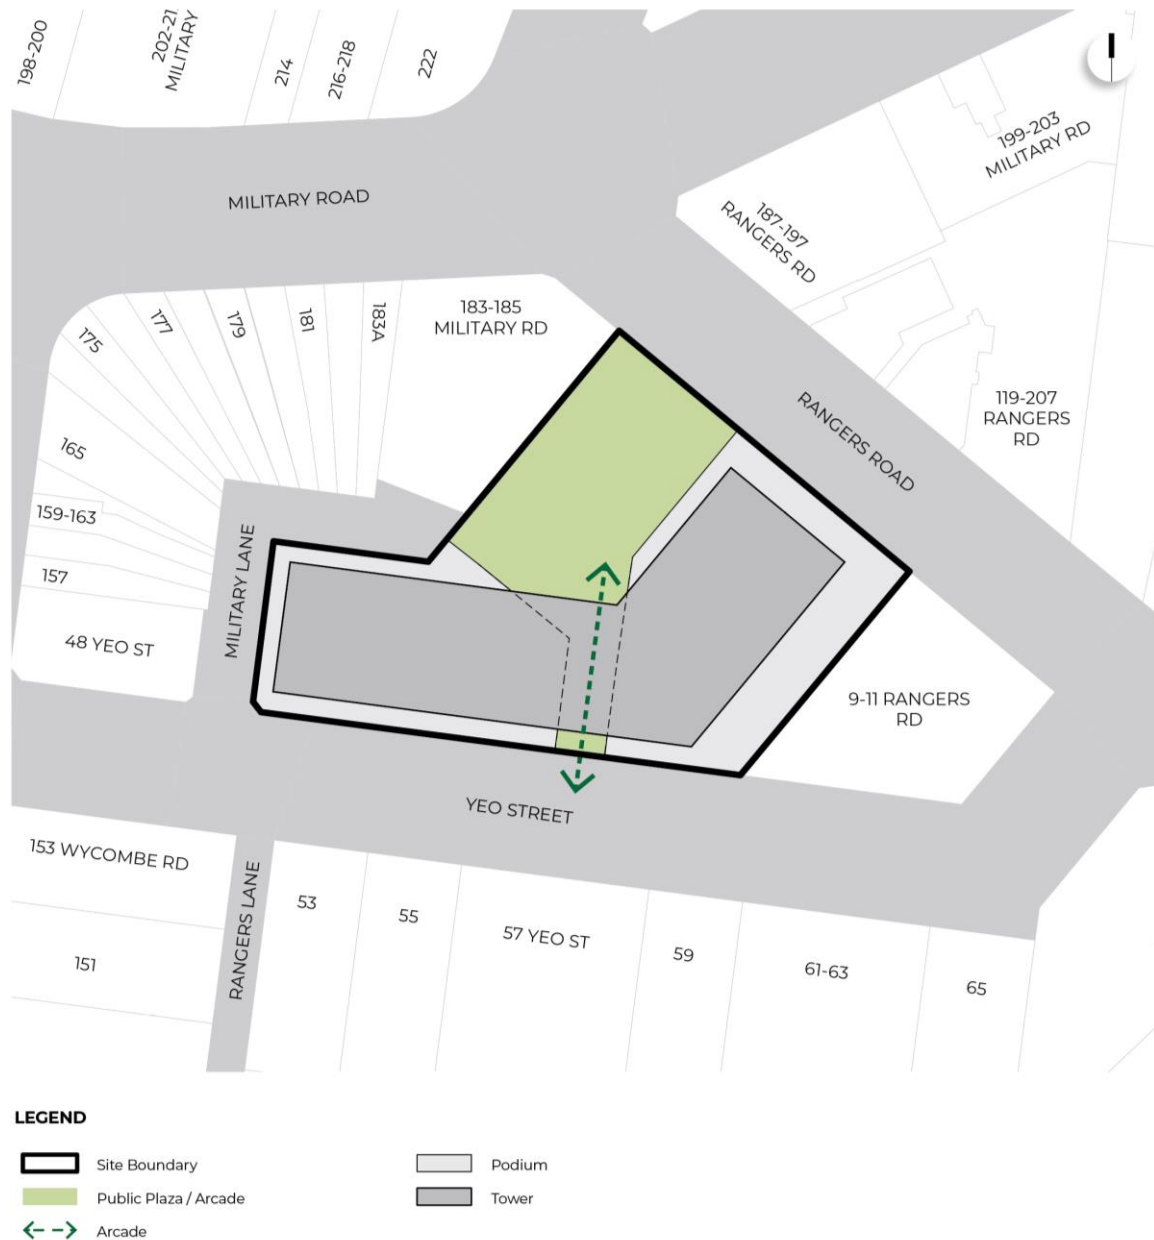 198-200
202-21
MILITARY
214
216-218
222
199-203
MILITARY RD
MILITARY ROAD
187-197
RANGERS RD
183-185
MILITARY RD
175
177
179
181
183A
RANGERS ROAD
119-207
RANGERS
RD
165
159-163
157
48 YEO ST
MILITARY LANE
9-11 RANGERS
RD
YEO STREET
153 WYCOMBE RD
151
RANGERS LANE
53
55
57 YEO ST
59
61-63
65
LEGEND
Site Boundary
Public Plaza / Arcade
Arcade
Podium
Tower